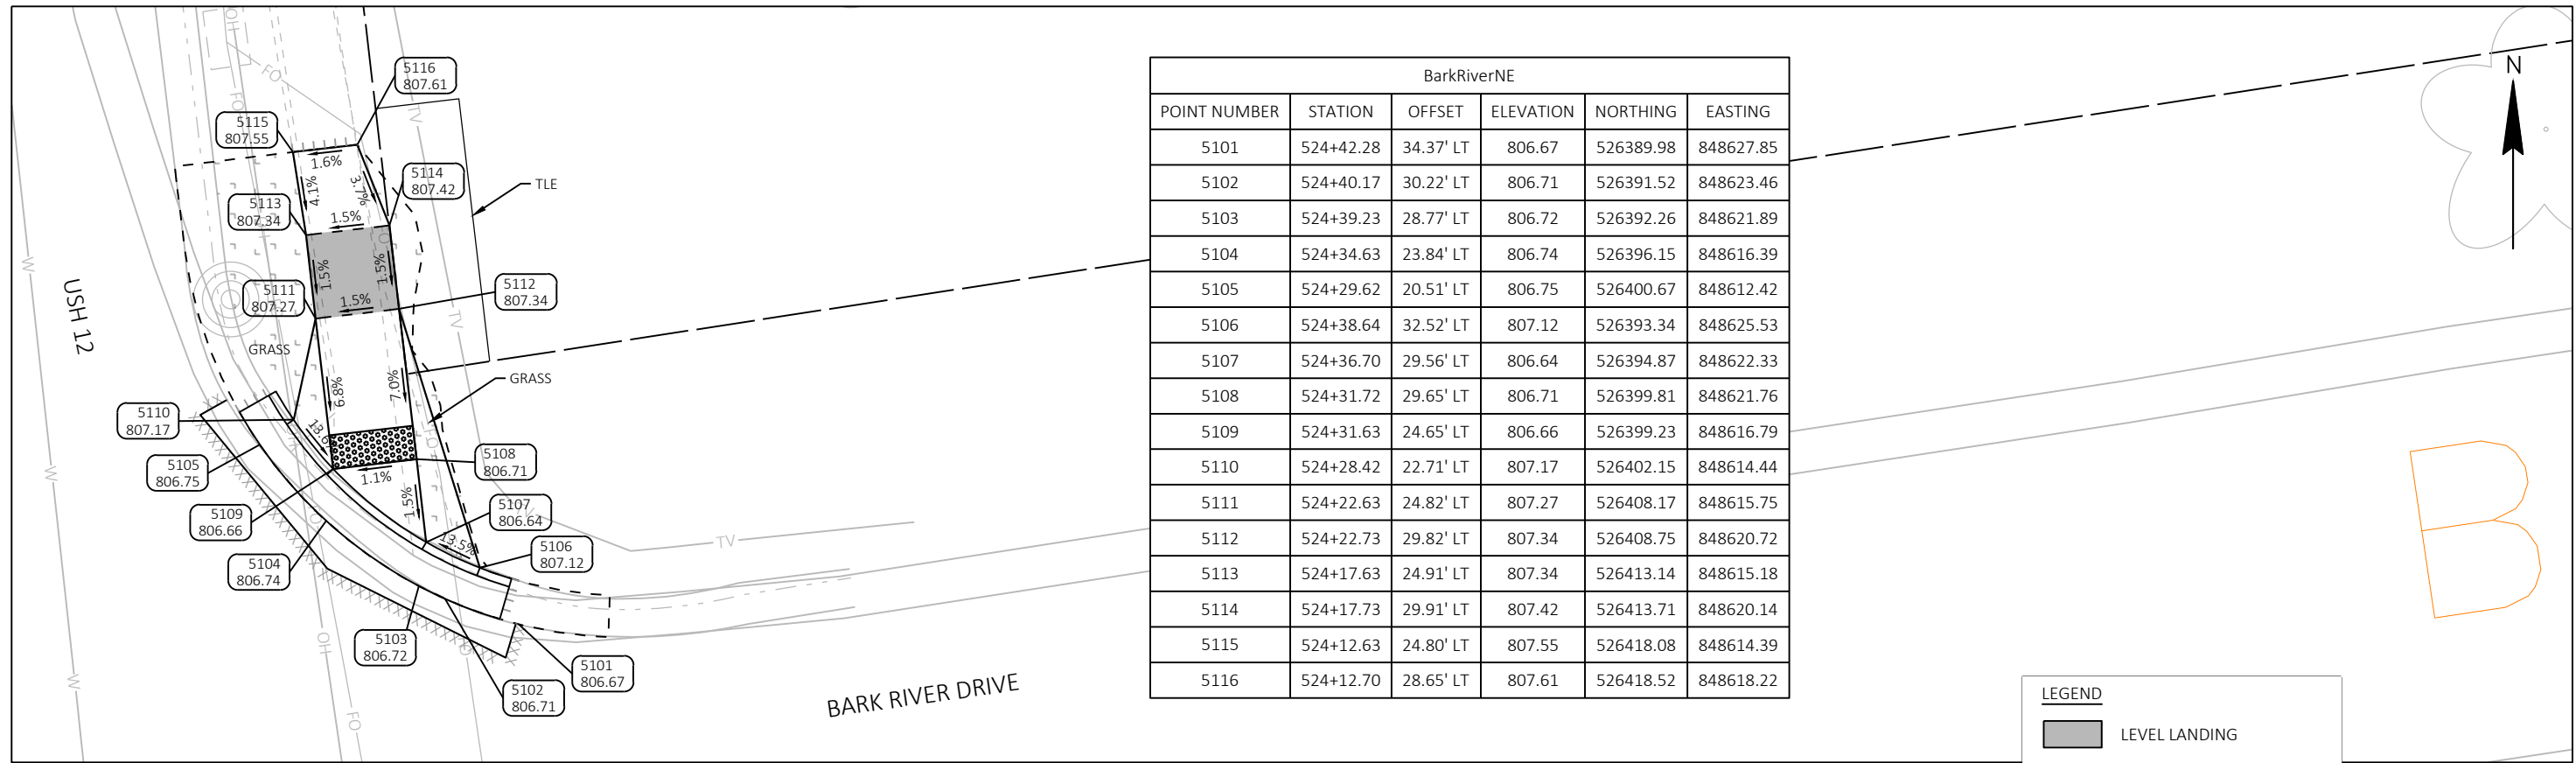 OH
FO
FO
5116
807.61
TV
5115
807.55
1.6%
4.1%
3.7%
5114
807.42
TLE
5113
807.34
1.5%
FO
W
USH 12
1.5%
1.5%
5111
807.27
1.5%
5112
807.34
TV
GRASS
6.8%
7.0%
GRASS
5110
807.17
13.6
FO
5105
806.75
5108
806.71
1.1%
W
5109
806.66
1.5%
5107
806.64
13.5%
5106
807.12
TV
5104
806.74
OH
5103
806.72
5101
806.67
W
5102
806.71
FO
BARK RIVER DRIVE
BarkRiverNE
POINT NUMBER STATION OFFSET ELEVATION NORTHING EASTING
5101 524+42.28 34.37' LT 806.67 526389.98 848627.85
5102 524+40.17 30.22' LT 806.71 526391.52 848623.46
5103 524+39.23 28.77' LT 806.72 526392.26 848621.89
5104 524+34.63 23.84' LT 806.74 526396.15 848616.39
5105 524+29.62 20.51' LT 806.75 526400.67 848612.42
5106 524+38.64 32.52' LT 807.12 526393.34 848625.53
5107 524+36.70 29.56' LT 806.64 526394.87 848622.33
5108 524+31.72 29.65' LT 806.71 526399.81 848621.76
5109 524+31.63 24.65' LT 806.66 526399.23 848616.79
5110 524+28.42 22.71' LT 807.17 526402.15 848614.44
5111 524+22.63 24.82' LT 807.27 526408.17 848615.75
5112 524+22.73 29.82' LT 807.34 526408.75 848620.72
5113 524+17.63 24.91' LT 807.34 526413.14 848615.18
5114 524+17.73 29.91' LT 807.42 526413.71 848620.14
5115 524+12.63 24.80' LT 807.55 526418.08 848614.39
5116 524+12.70 28.65' LT 807.61 526418.52 848618.22
N
B
LEGEND
LEVEL LANDING